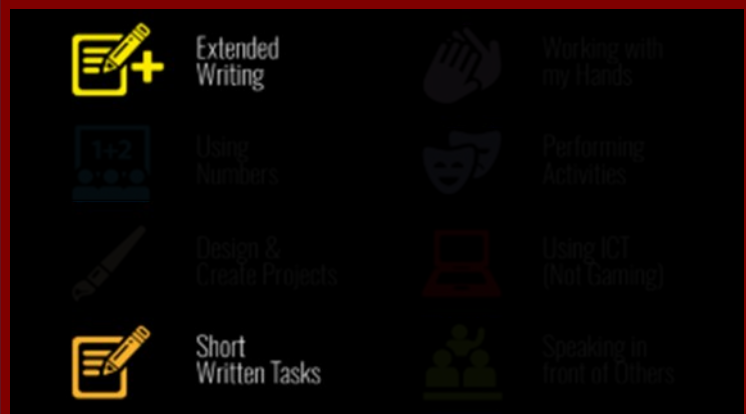 Extended
Writing
Working with
my Hands
1+2
Using
Numbers
Performing
Activities
Design &
Create Projects
Using ICT
(Not Gaming)
Short
Written Tasks
Speaking in
front of Others